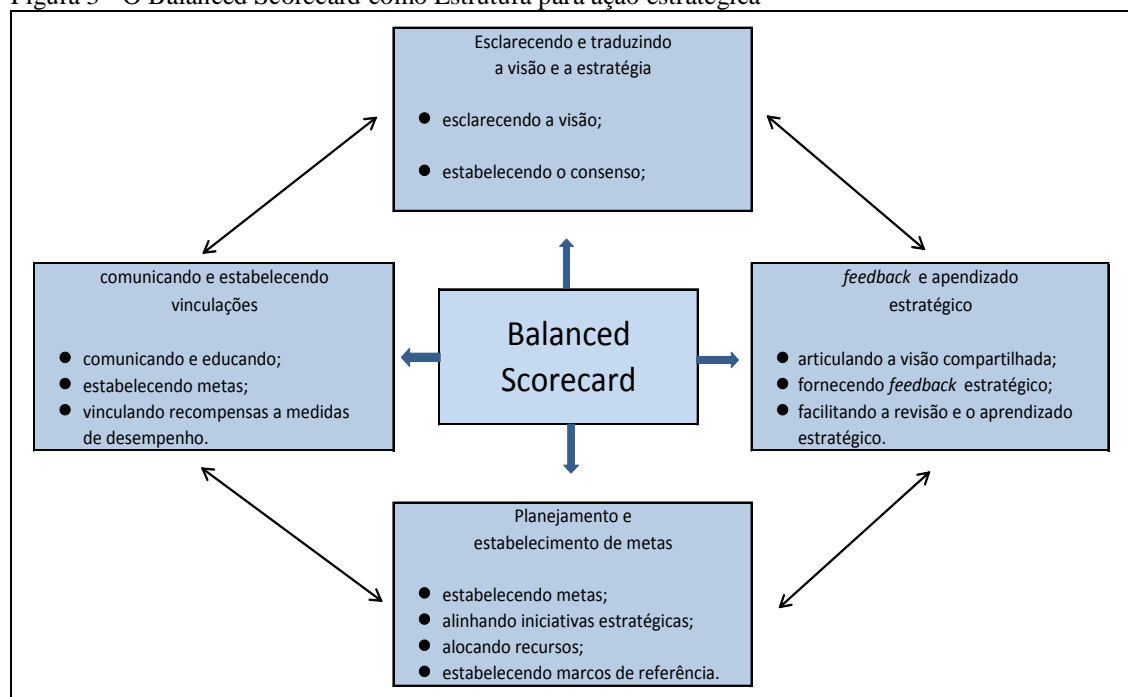 Figura 3 - O Balanced Scorecard como Estrutura para ação estratégica
Esclarecendo e traduzindo
a visão e a estratégia
● esclarecendo a visão;
● estabelecendo o consenso;
comunicando e estabelecendo
vinculações
● comunicando e educando;
● estabelecendo metas;
● vinculando recompensas a medidas
de desempenho.
Balanced
Scorecard
feedback e apendizado
estratégico
● articulando a visão compartilhada;
● fornecendo feedback estratégico;
● facilitando a revisão e o aprendizado
estratégico.
Planejamento e
estabelecimento de metas
● estabelecendo metas;
● alinhando iniciativas estratégicas;
● alocando recursos;
● estabelecendo marcos de referência.